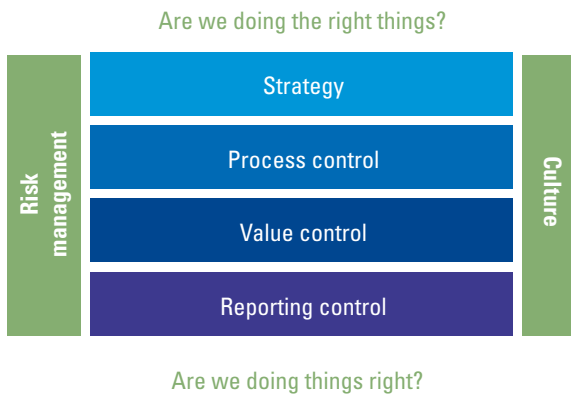 Are we doing the right things?
Risk
management
Strategy
Process control
Value control
Reporting control
Culture
Are we doing things right?